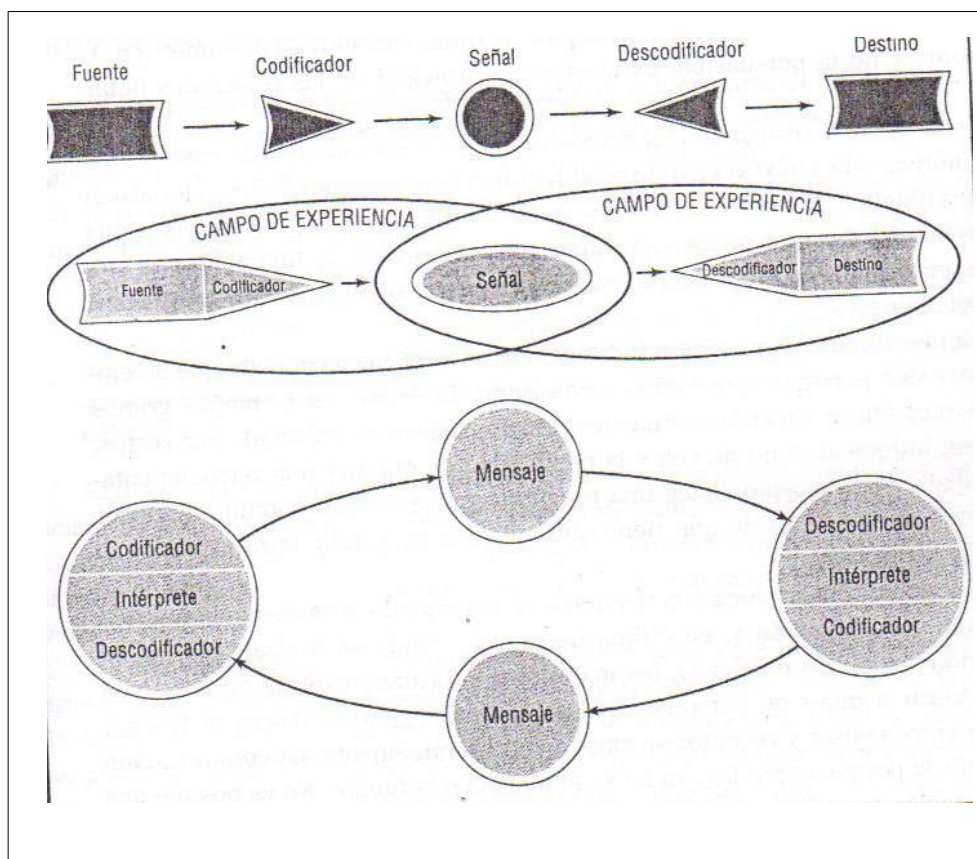 Fuente
Codificador
Señal
Descodificador
Destino
CAMPO DE EXPERIENCIA
CAMPO DE EXPERIENCIA
Fuente
Codificador
Señal
Descodificador
Destino
Mensaje
Codificador
Intérprete
Descodificador
Descodificador
Intérprete
Codificador
Mensaje